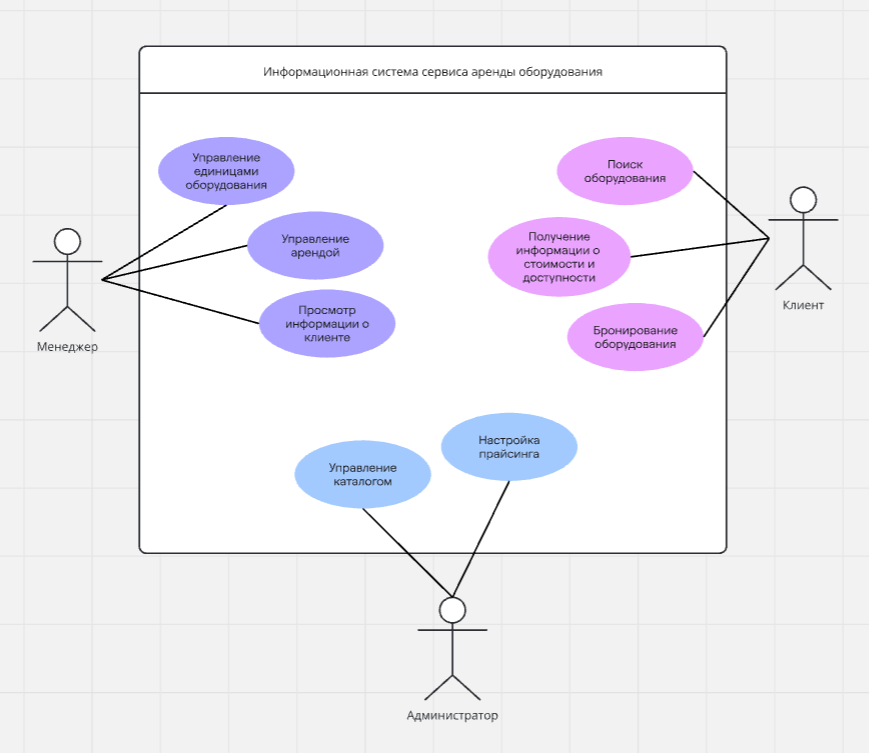 Информационная система сервиса аренды оборудования
Управление
единицами
оборудования
Управление
арендой
Просмотр
информации о
клиенте
Менеджер
Поиск
оборудования
Получение
информации о
стоимости и
доступности
Бронирование
оборудования
Клиент
Управление
каталогом
Настройка
прайсинга
Администратор